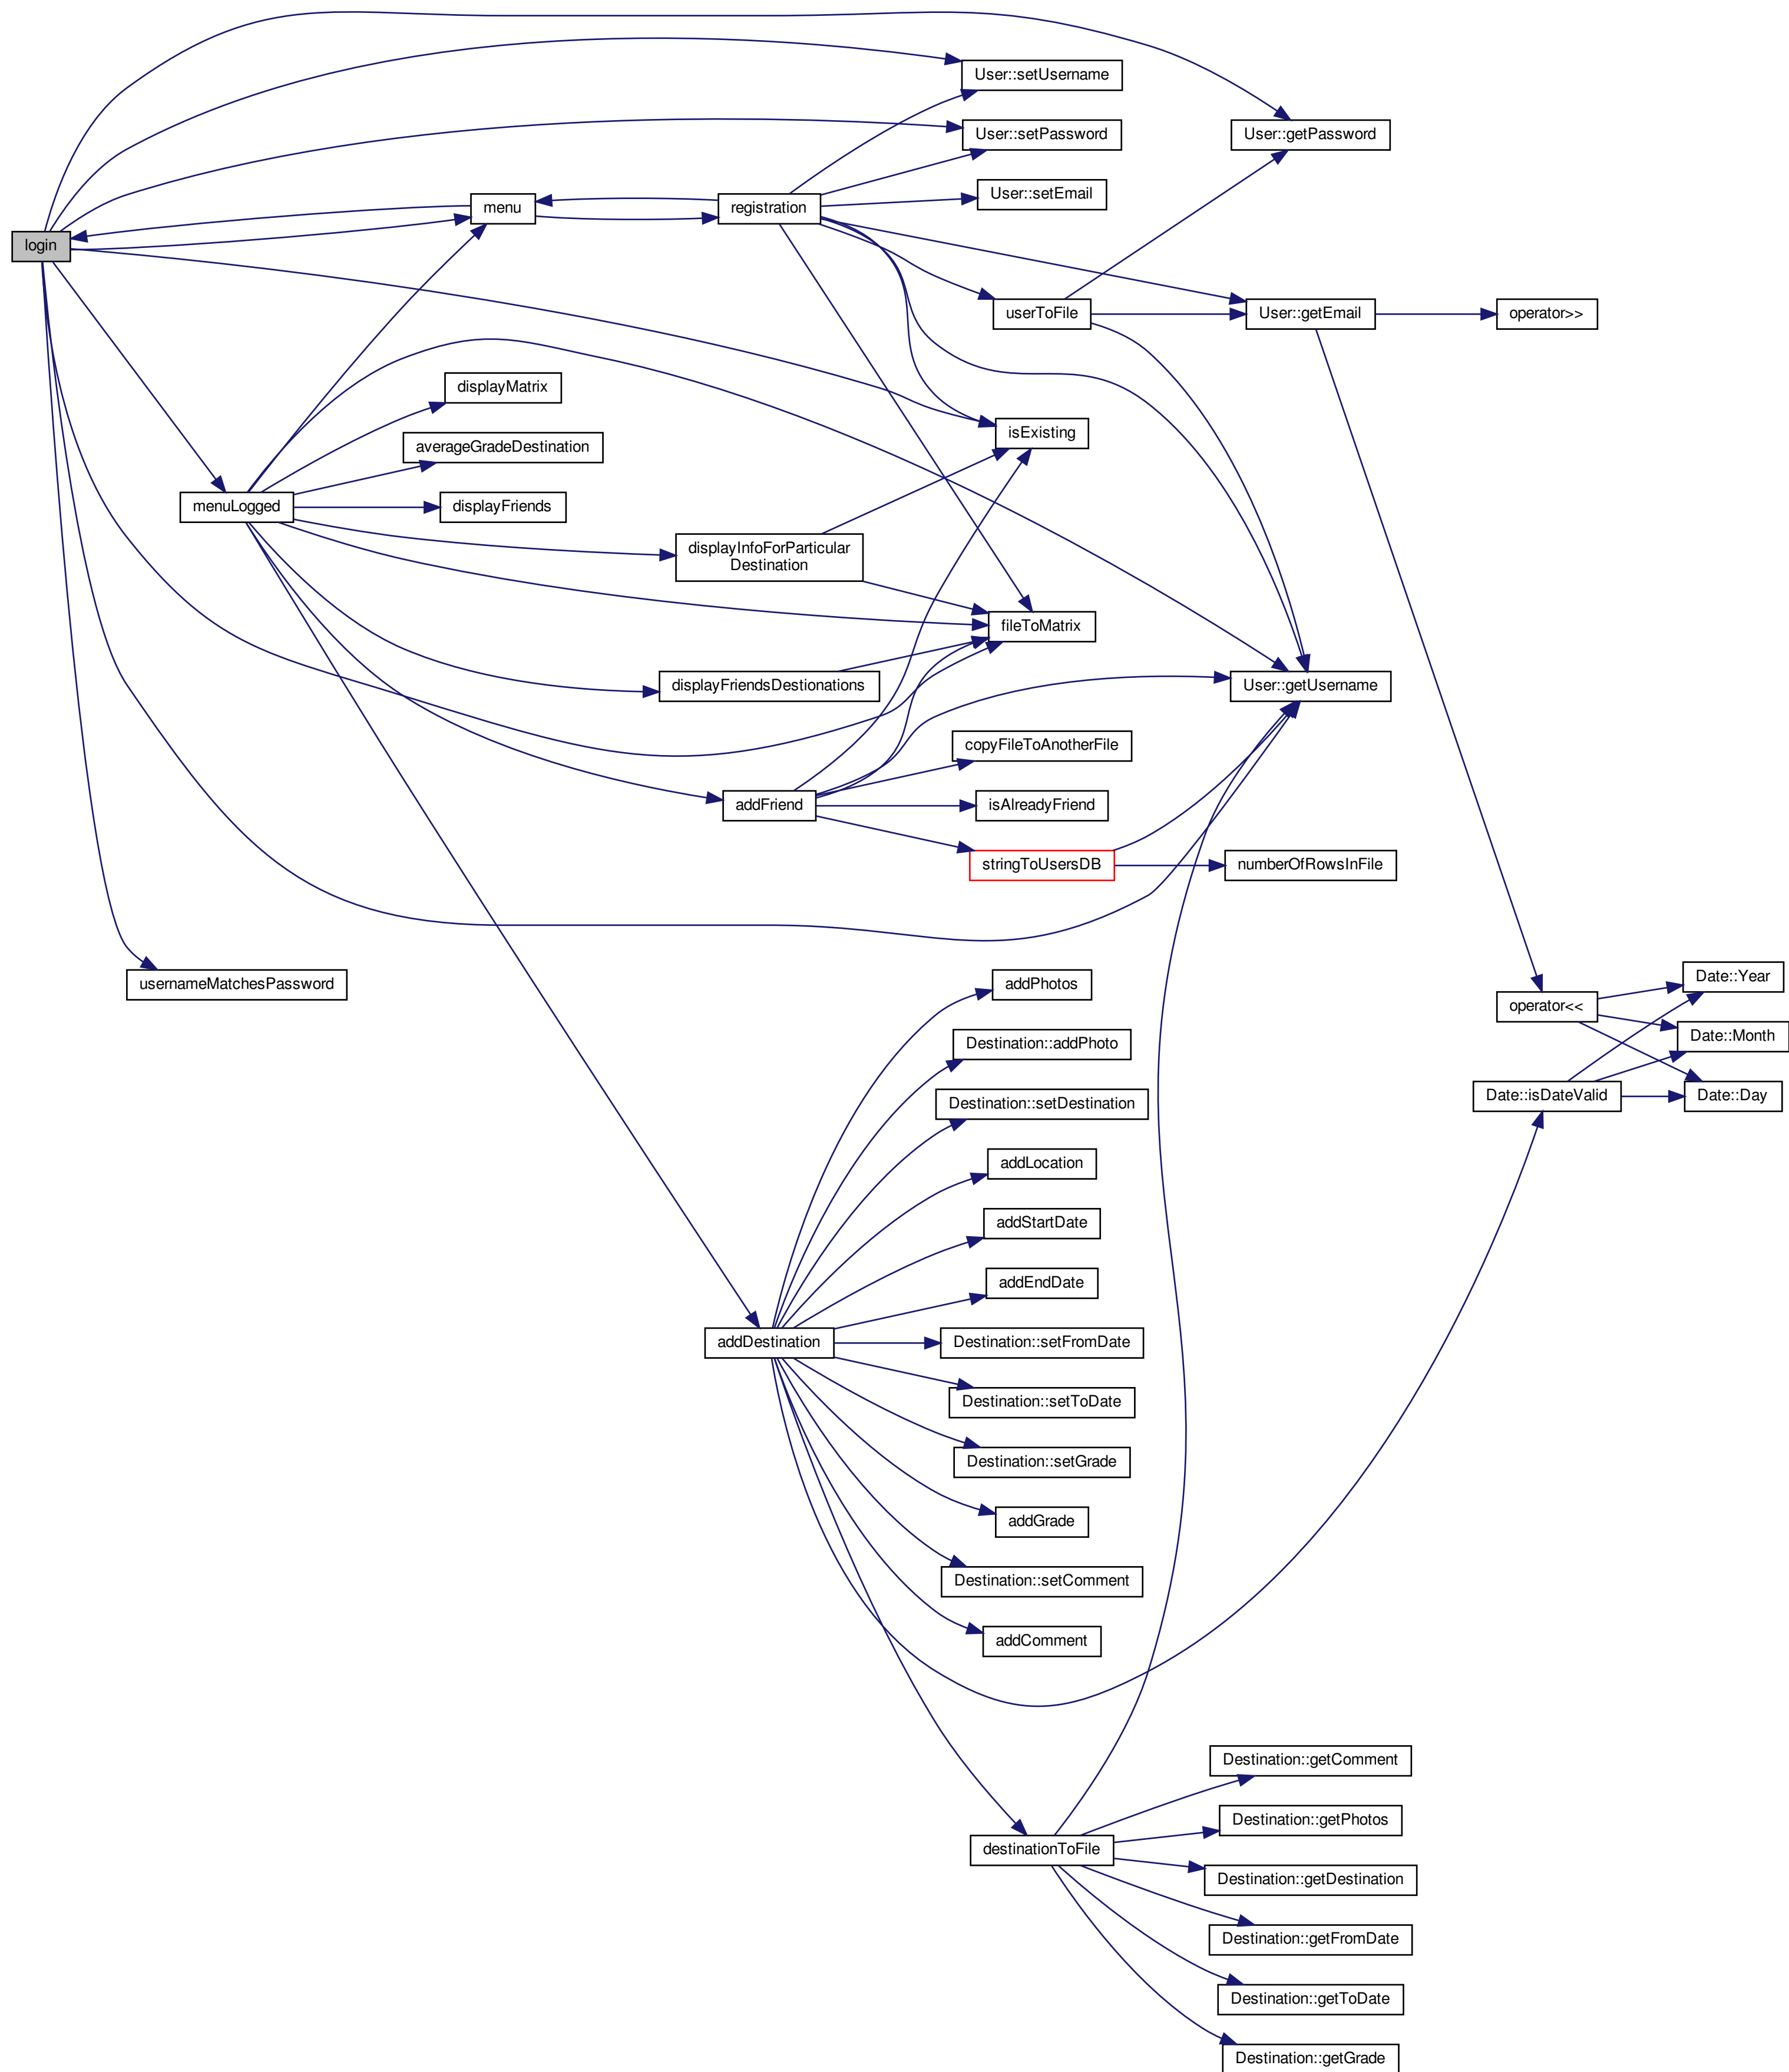 User::setUsername
User::setPassword
User::getPassword
User::setEmail
menu
registration
login
userToFile
User::getEmail
operator>>
displayMatrix
isExisting
averageGradeDestination
menuLogged
displayFriends
displayInfoForParticular
Destination
fileToMatrix
displayFriendsDestionations
User::getUsername
copyFileToAnotherFile
addFriend
isAlreadyFriend
stringToUsersDB
numberOfRowsInFile
usernameMatchesPassword
addPhotos
Date::Year
operator<<
Destination::addPhoto
Date::Month
Destination::setDestination
Date::isDateValid
Date::Day
addLocation
addStartDate
addEndDate
addDestination
Destination::setFromDate
Destination::setToDate
Destination::setGrade
addGrade
Destination::setComment
addComment
Destination::getComment
Destination::getPhotos
destinationToFile
Destination::getDestination
Destination::getFromDate
Destination::getToDate
Destination::getGrade